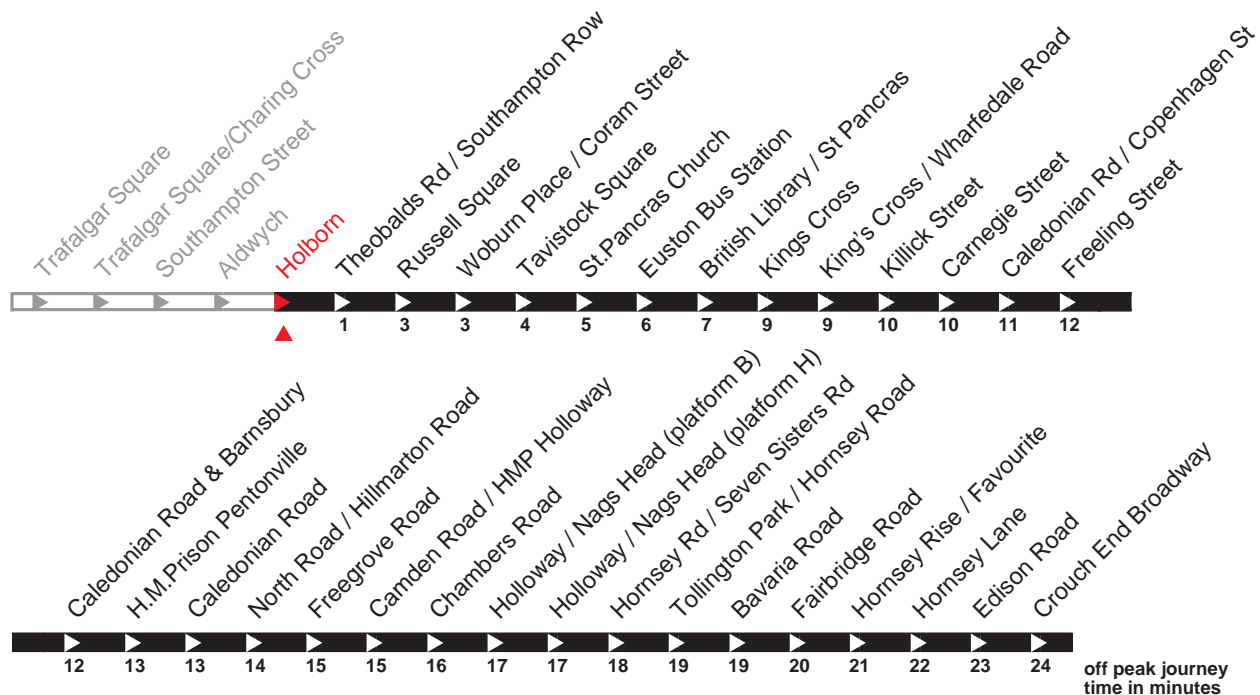 Trafalgar Square
Trafalgar Square/Charing Cross
Southampton Street
Aldwych
Holborn
Theobalds Rd / Southampton Row
Russell Square
Woburn Place / Coram Street
Tavistock Square
St.Pancras Church
Euston Bus Station
British Library / St Pancras
Kings Cross
King's Cross / Wharfedale Road
Killick Street
Carnegie Street
Caledonian Rd / Copenhagen St
Freeling Street
1 3 3 4 5 6 7 9 9 10 10 11 12
Caledonian Road & Barnsbury
H.M.Prison Pentonville
Caledonian Road
North Road / Hillmarton Road
Freegrove Road
Camden Road / HMP Holloway
Chambers Road
Holloway / Nags Head (platform B)
Holloway / Nags Head (platform H)
Hornsey Rd / Seven Sisters Rd
Tollington Park / Hornsey Road
Bavaria Road
Fairbridge Road
Hornsey Rise / Favourite
Hornsey Lane
Edison Road
Crouch End Broadway
12 13 13 14 15 15 16 17 17 18 19 19 20 21 22 23 24
off peak journey
time in minutes